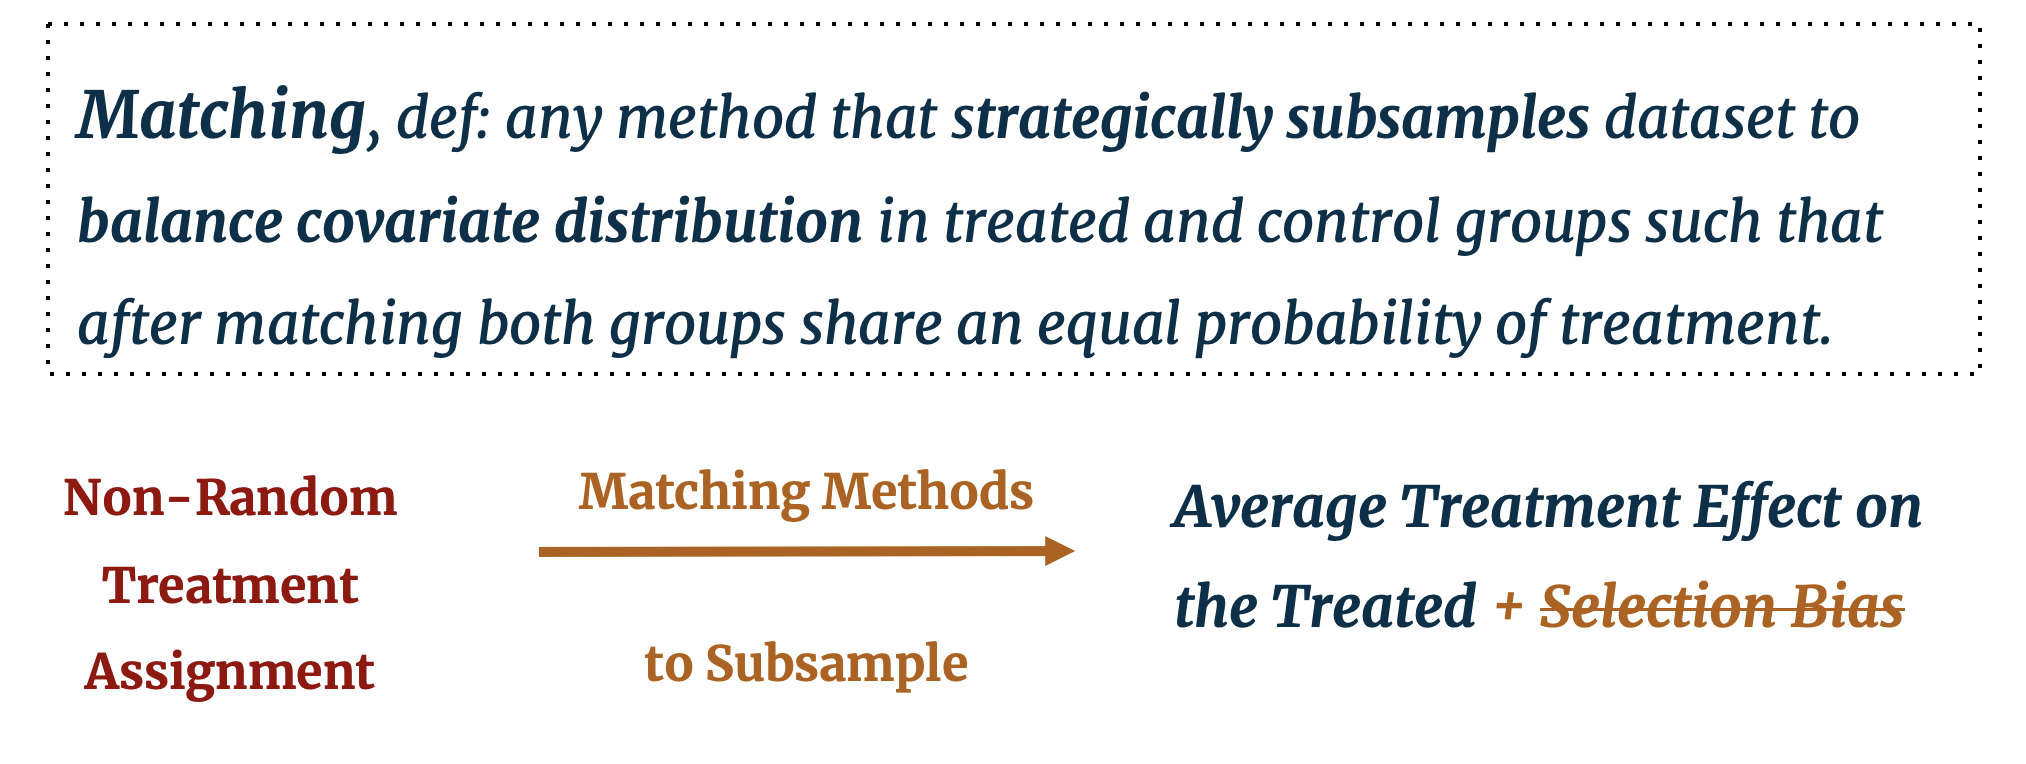 Matching, def: any method that strategically subsamples dataset to
balance covariate distribution in treated and control groups such that
after matching both groups share an equal probability of treatment.
Non-Random
Treatment
Assignment
Matching Methods
to Subsample
Average Treatment Effect on
the Treated + Selection Bias